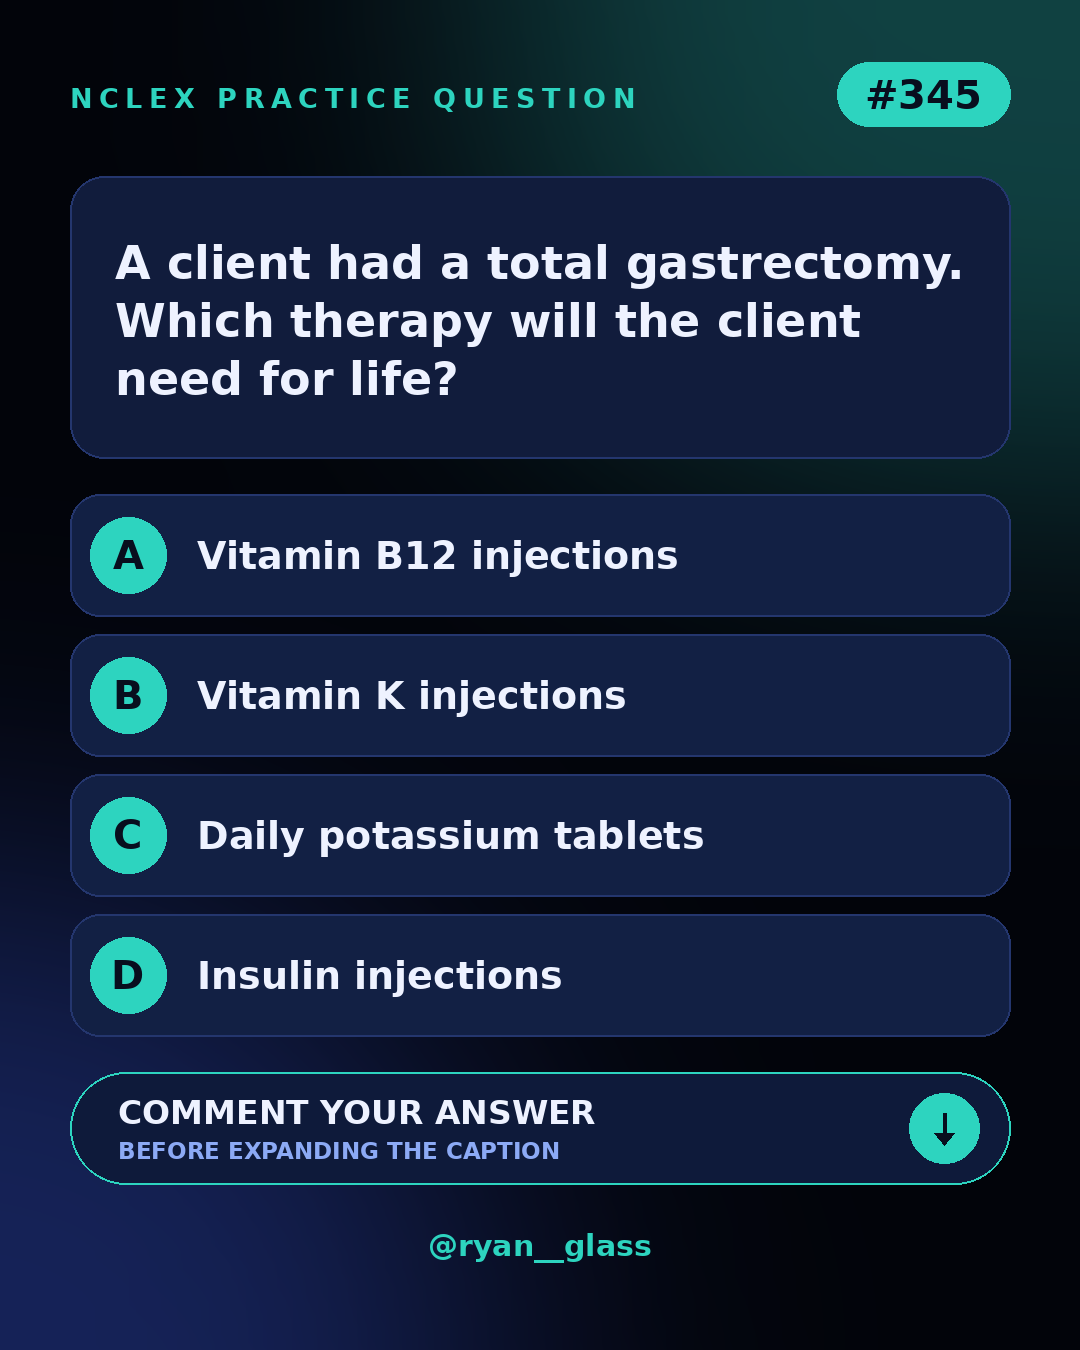 NCLEX PRACTICE QUESTION
#345
A client had a total gastrectomy.
Which therapy will the client
need for life?
A
Vitamin B12 injections
B
Vitamin K injections
C
Daily potassium tablets
D
Insulin injections
COMMENT YOUR ANSWER
BEFORE EXPANDING THE CAPTION
@ryan__glass